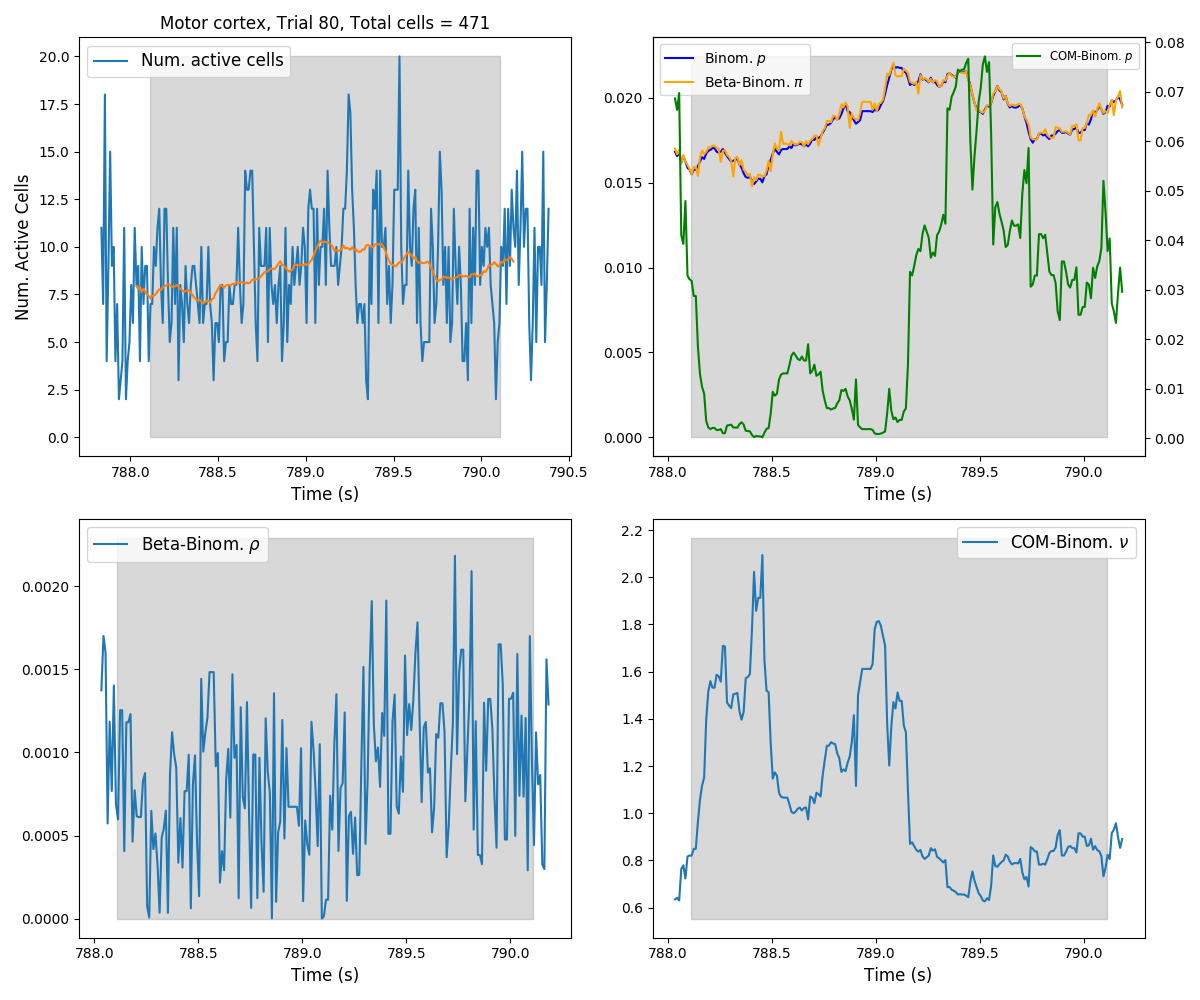 Motor cortex, Trial 80, Total cells = 471
Num. active cells
20.0
17.5
15.0
12.5
10.0
7.5
5.0
2.5
0.0
Num. Active Cells
788.0 788.5 789.0 789.5 790.0 790.5
Time (s)
Binom. p
Beta-Binom. π
COM-Binom. p
0.020
0.015
0.010
0.005
0.000
0.08
0.07
0.06
0.05
0.04
0.03
0.02
0.01
0.00
788.0 788.5 789.0 789.5 790.0
Time (s)
Beta-Binom. ρ
0.0020
0.0015
0.0010
0.0005
0.0000
788.0 788.5 789.0 789.5 790.0
Time (s)
COM-Binom. ν
2.2
2.0
1.8
1.6
1.4
1.2
1.0
0.8
0.6
788.0 788.5 789.0 789.5 790.0
Time (s)